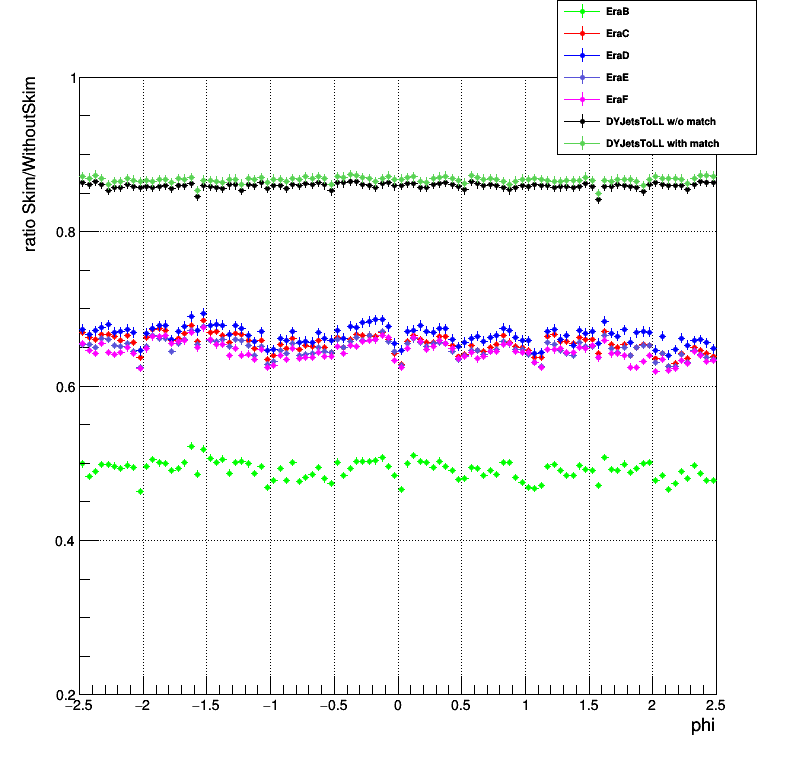 EraB
EraC
EraD
EraE
EraF
DYJetsToLL w/o match
DYJetsToLL with match
ratio Skim/WithoutSkim
1
0.8
0.6
0.4
0.2
−2.5 −2 −1.5 −1 −0.5 0 0.5 1 1.5 2 2.5
phi